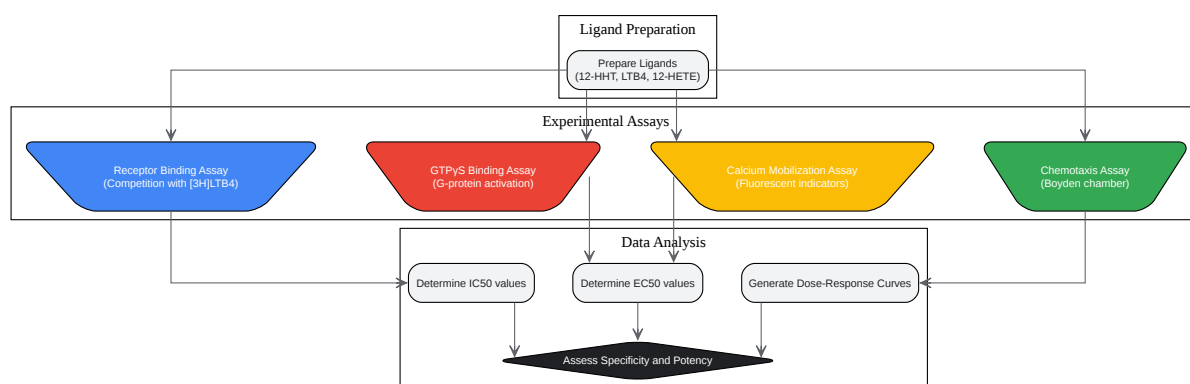 Ligand Preparation
Prepare Ligands
(12-HHT, LTB4, 12-HETE)
Experimental Assays
Receptor Binding Assay
(Competition with [3H]LTB4)
GTPγS Binding Assay
(G-protein activation)
Calcium Mobilization Assay
(Fluorescent indicators)
Chemotaxis Assay
(Boyden chamber)
Data Analysis
Determine IC50 values
Determine EC50 values
Generate Dose-Response Curves
Assess Specificity and Potency